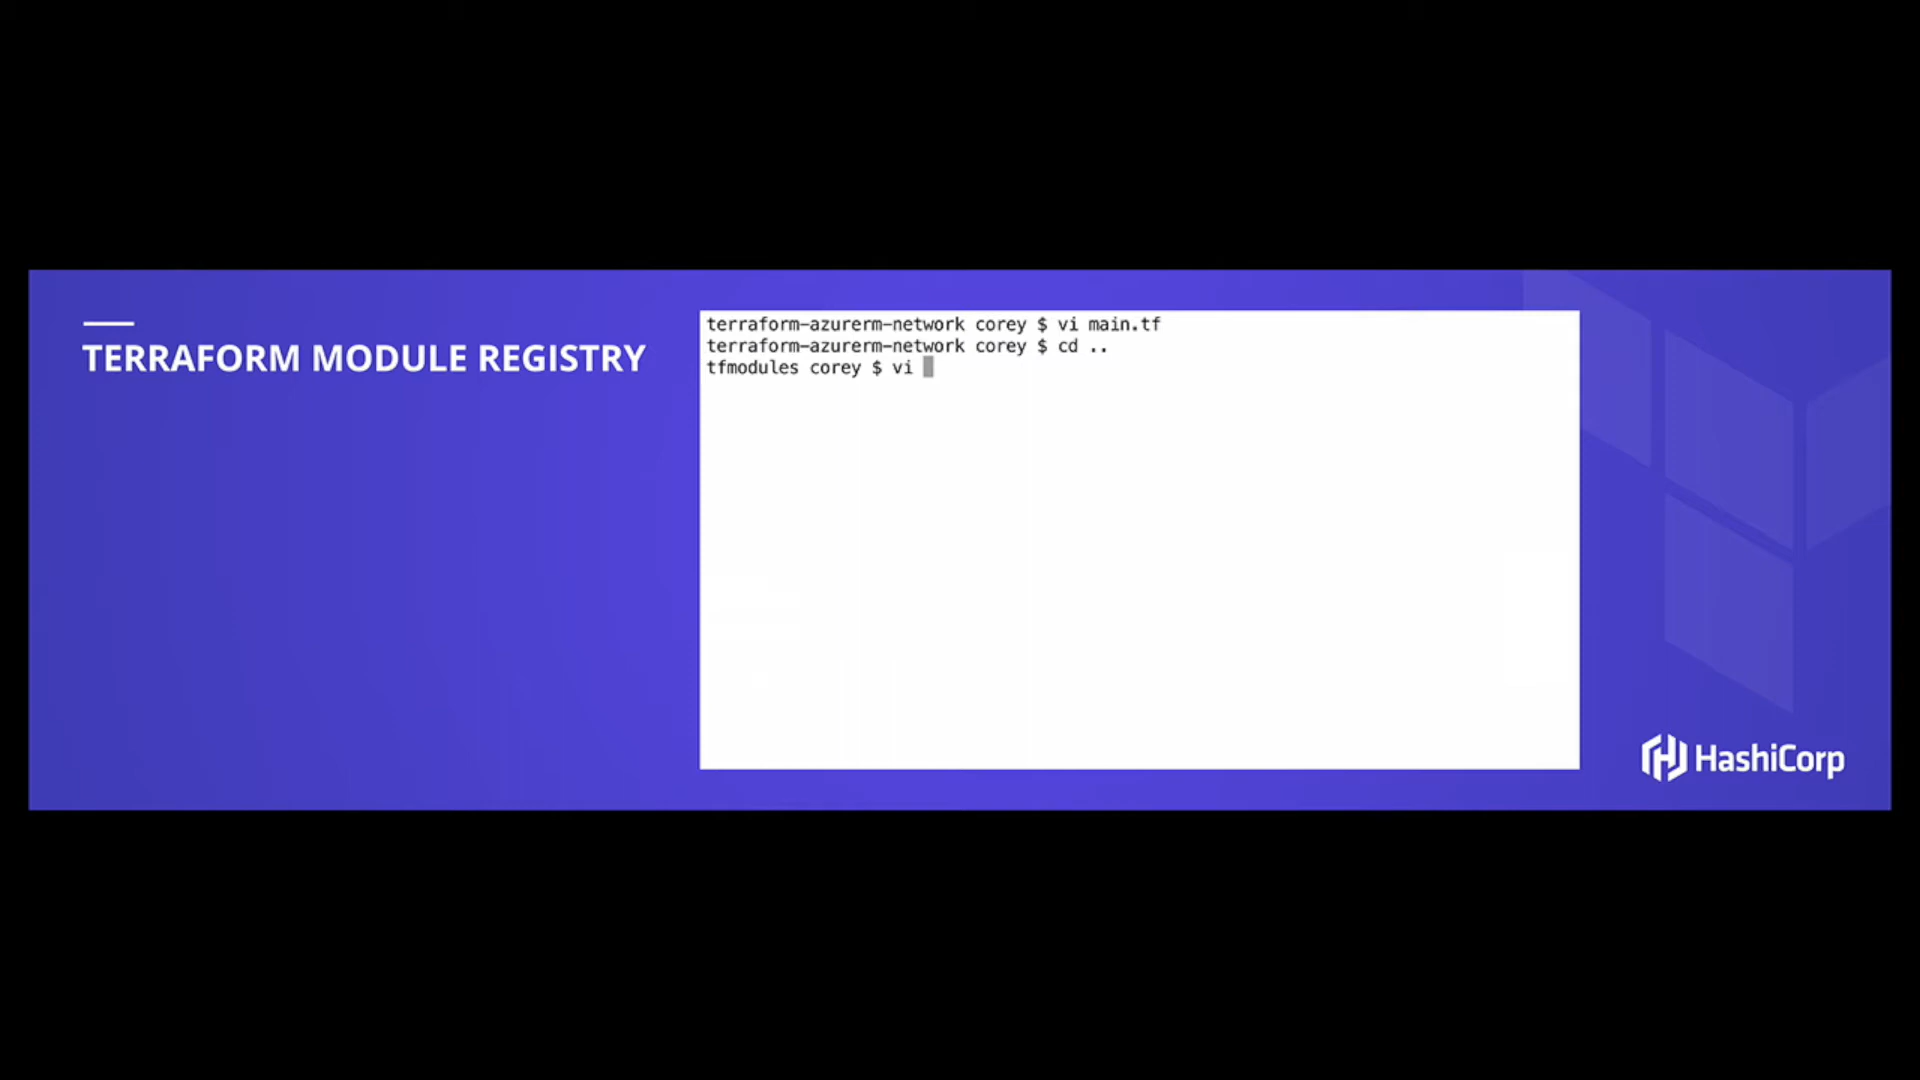 TERRAFORM MODULE REGISTRY
terraform-azurerm-network corey $ vi main.tf
terraform-azurerm-network corey $ cd ..
tfmodules corey $ vi
HashiCorp